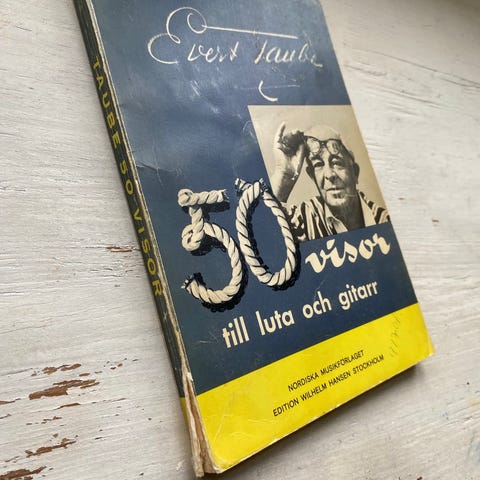 Evert Taube
50 visor
till luta och gitarr
NORDISKA MUSIKFÖRLAGET
EDITION WILHELM HANSEN STOCKHOLM
TAUBE 50 VISOR